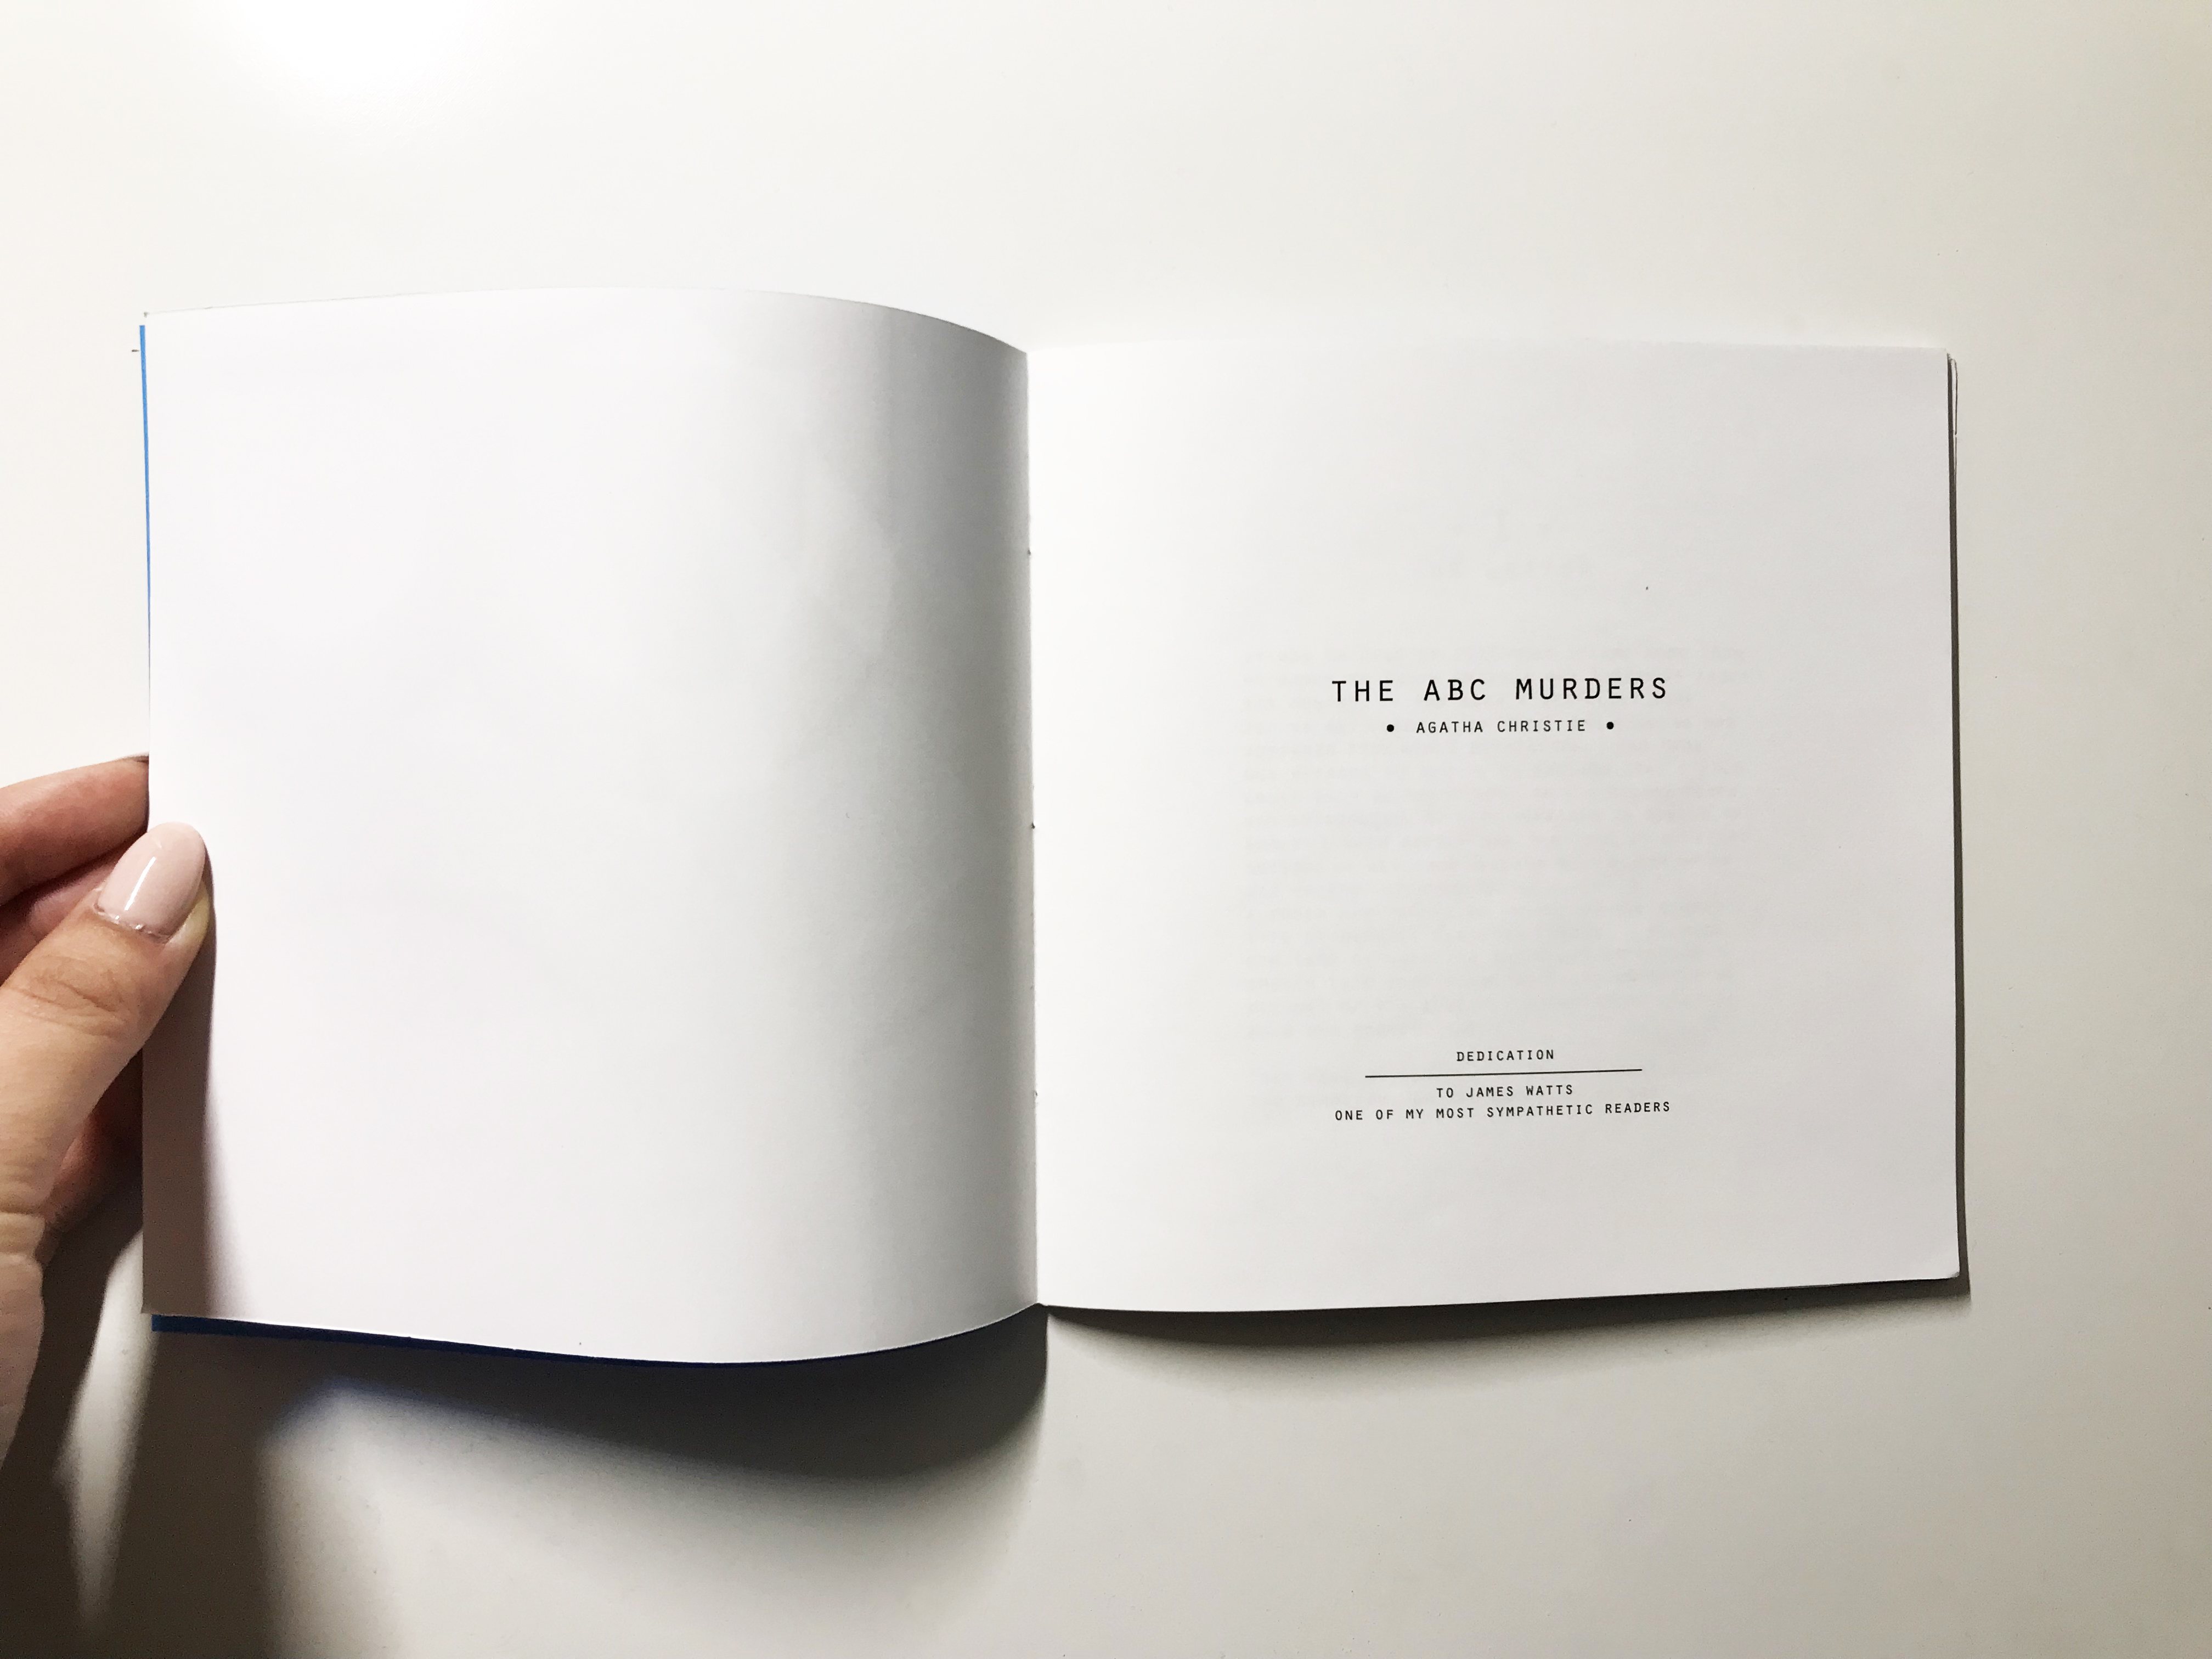 THE ABC MURDERS
• AGATHA CHRISTIE •
DEDICATION
TO JAMES WATTS
ONE OF MY MOST SYMPATHETIC READERS